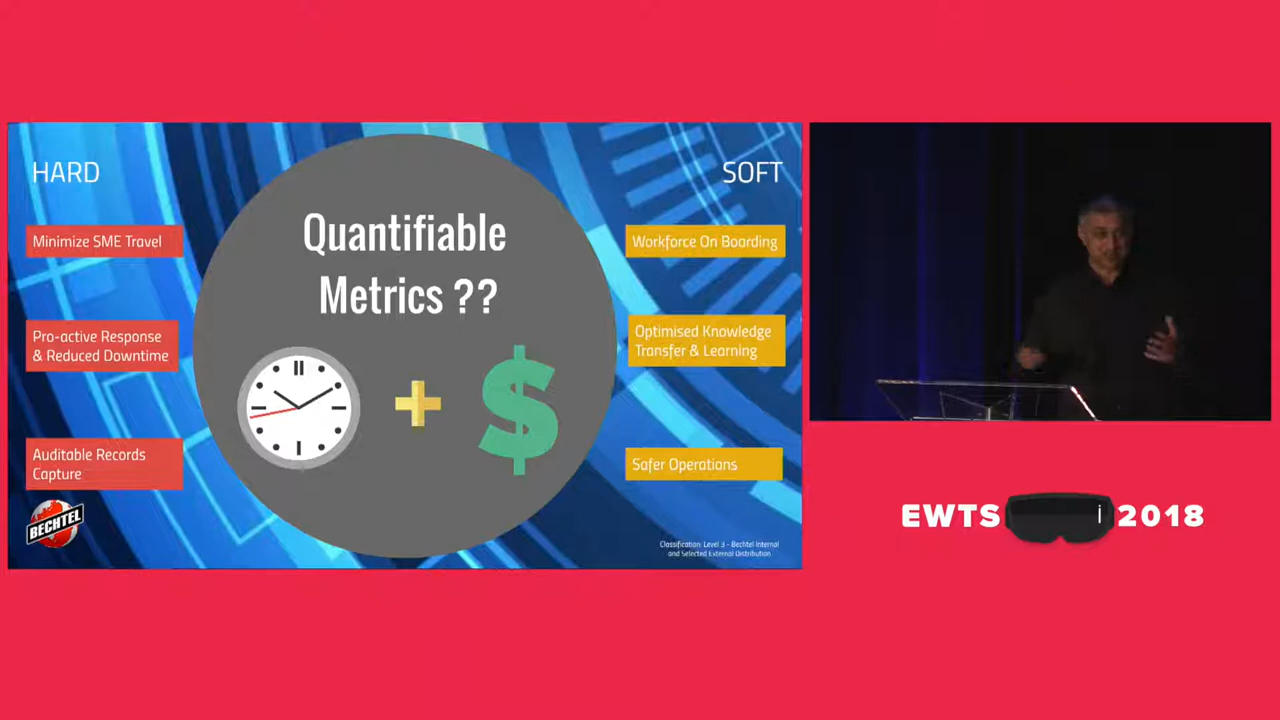 HARD
Minimize SME Travel
Pro-active Response
& Reduced Downtime
Auditable Records
Capture
BECHTEL
Quantifiable
Metrics ??
SOFT
Workforce On Boarding
Optimised Knowledge
Transfer & Learning
Safer Operations
Classification: Level 3 - Bechtel Internal
and Selected External Distribution
EWTS 2018